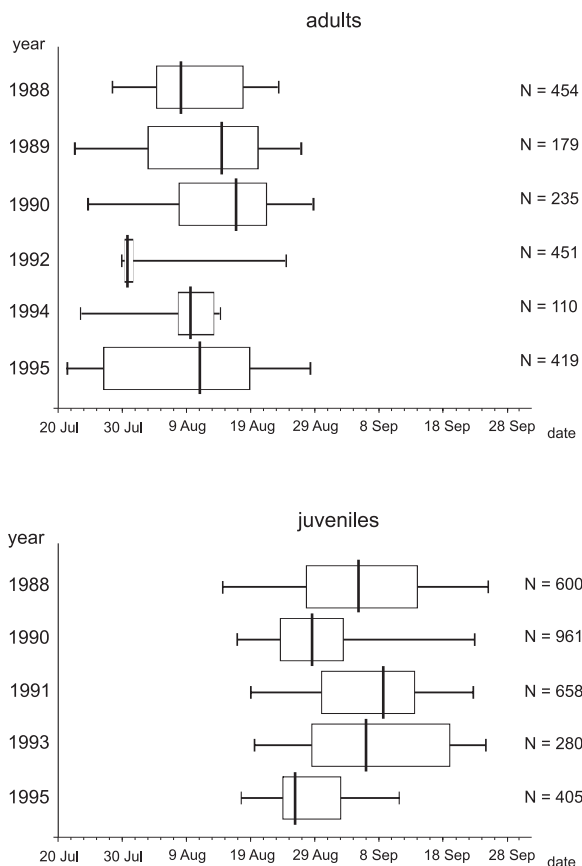 adults
year
1988 N = 454
1989 N = 179
1990 N = 235
1992 N = 451
1994 N = 110
1995 N = 419
20 Jul 30 Jul 9 Aug 19 Aug 29 Aug 8 Sep 18 Sep 28 Sep date
juveniles
year
1988 N = 600
1990 N = 961
1991 N = 658
1993 N = 280
1995 N = 405
20 Jul 30 Jul 9 Aug 19 Aug 29 Aug 8 Sep 18 Sep 28 Sep date